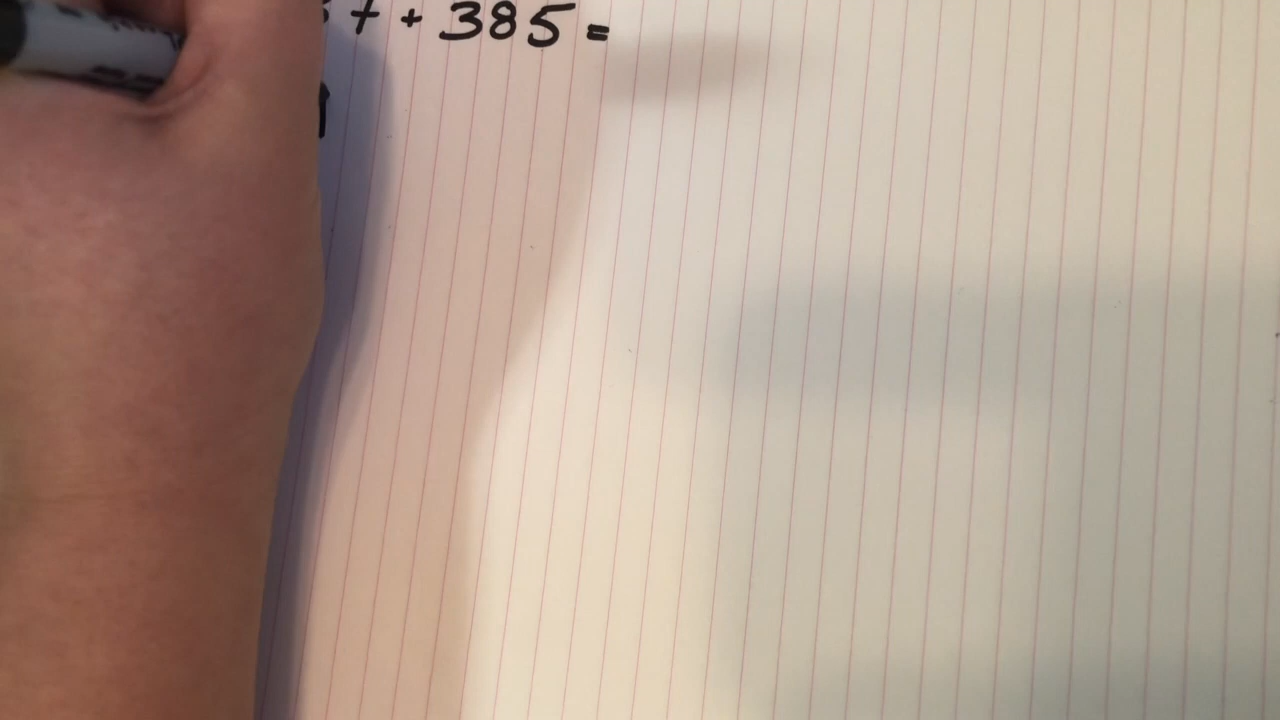 7 + 385 =